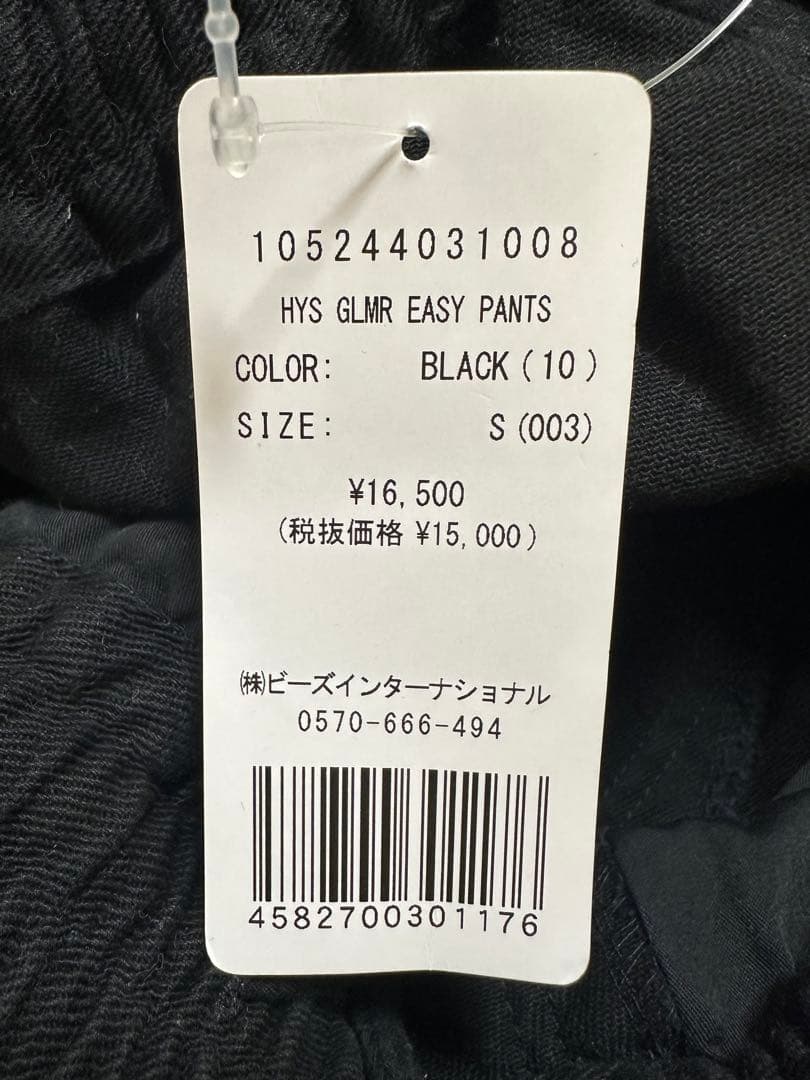 105244031008
HYS GLMR EASY PANTS
COLOR: BLACK(10)
SIZE: S(003)
¥16,500
(税抜価格 ¥15,000)
㈱ビーズインターナショナル
0570-666-494
4582700301176